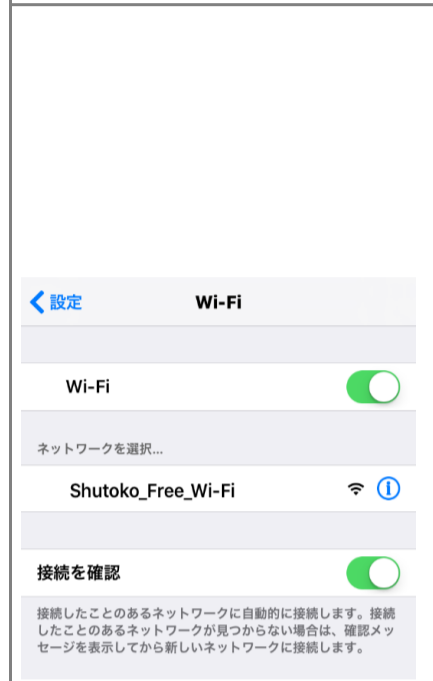 設定 Wi-Fi
Wi-Fi
ネットワークを選択...
Shutoko_Free_Wi-Fi
接続を確認
接続したことのあるネットワークに自動的に接続します。接続
したことのあるネットワークが見つからない場合は、確認メッ
セージを表示してから新しいネットワークに接続します。